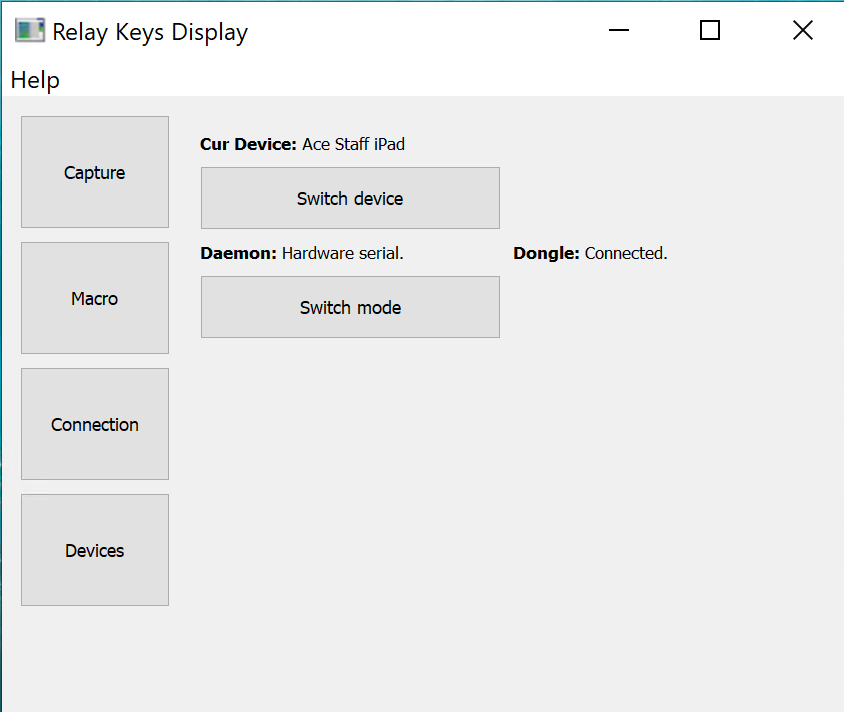 Relay Keys Display
Help
Capture
Cur Device: Ace Staff iPad
Switch device
Daemon: Hardware serial. Dongle: Connected.
Macro
Switch mode
Connection
Devices